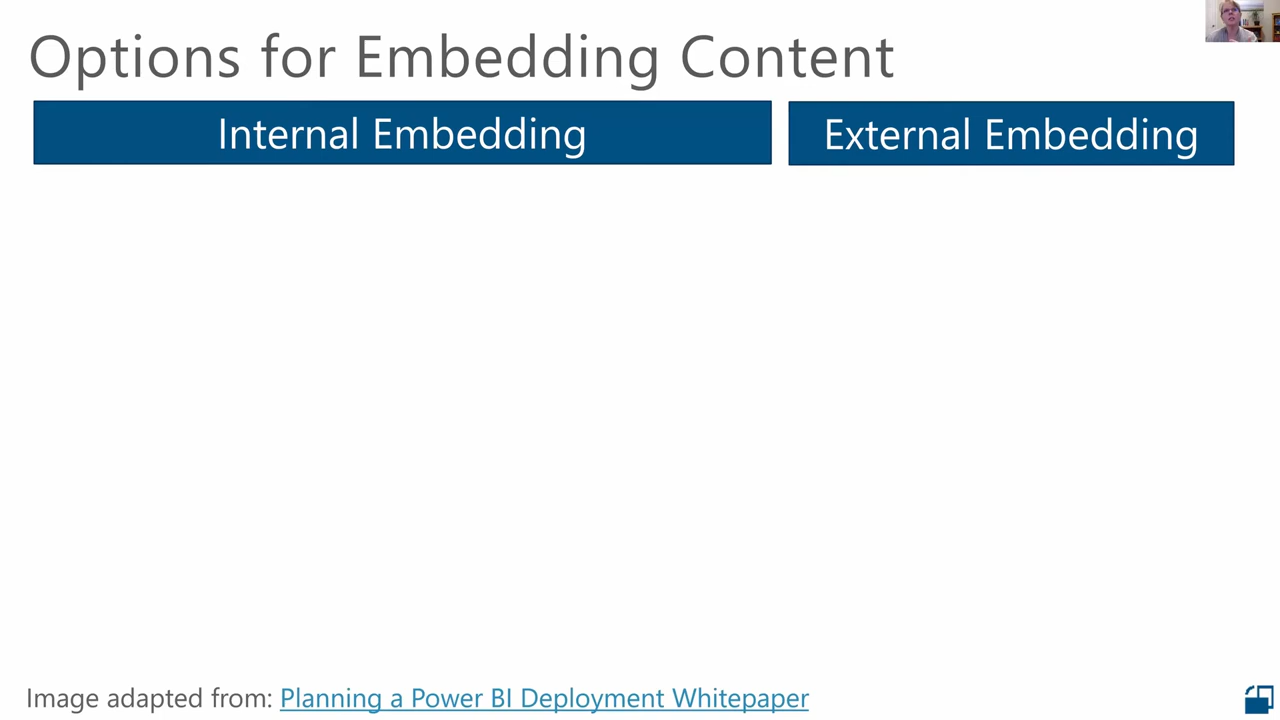 Options for Embedding Content
Internal Embedding
External Embedding
Image adapted from: Planning a Power BI Deployment Whitepaper